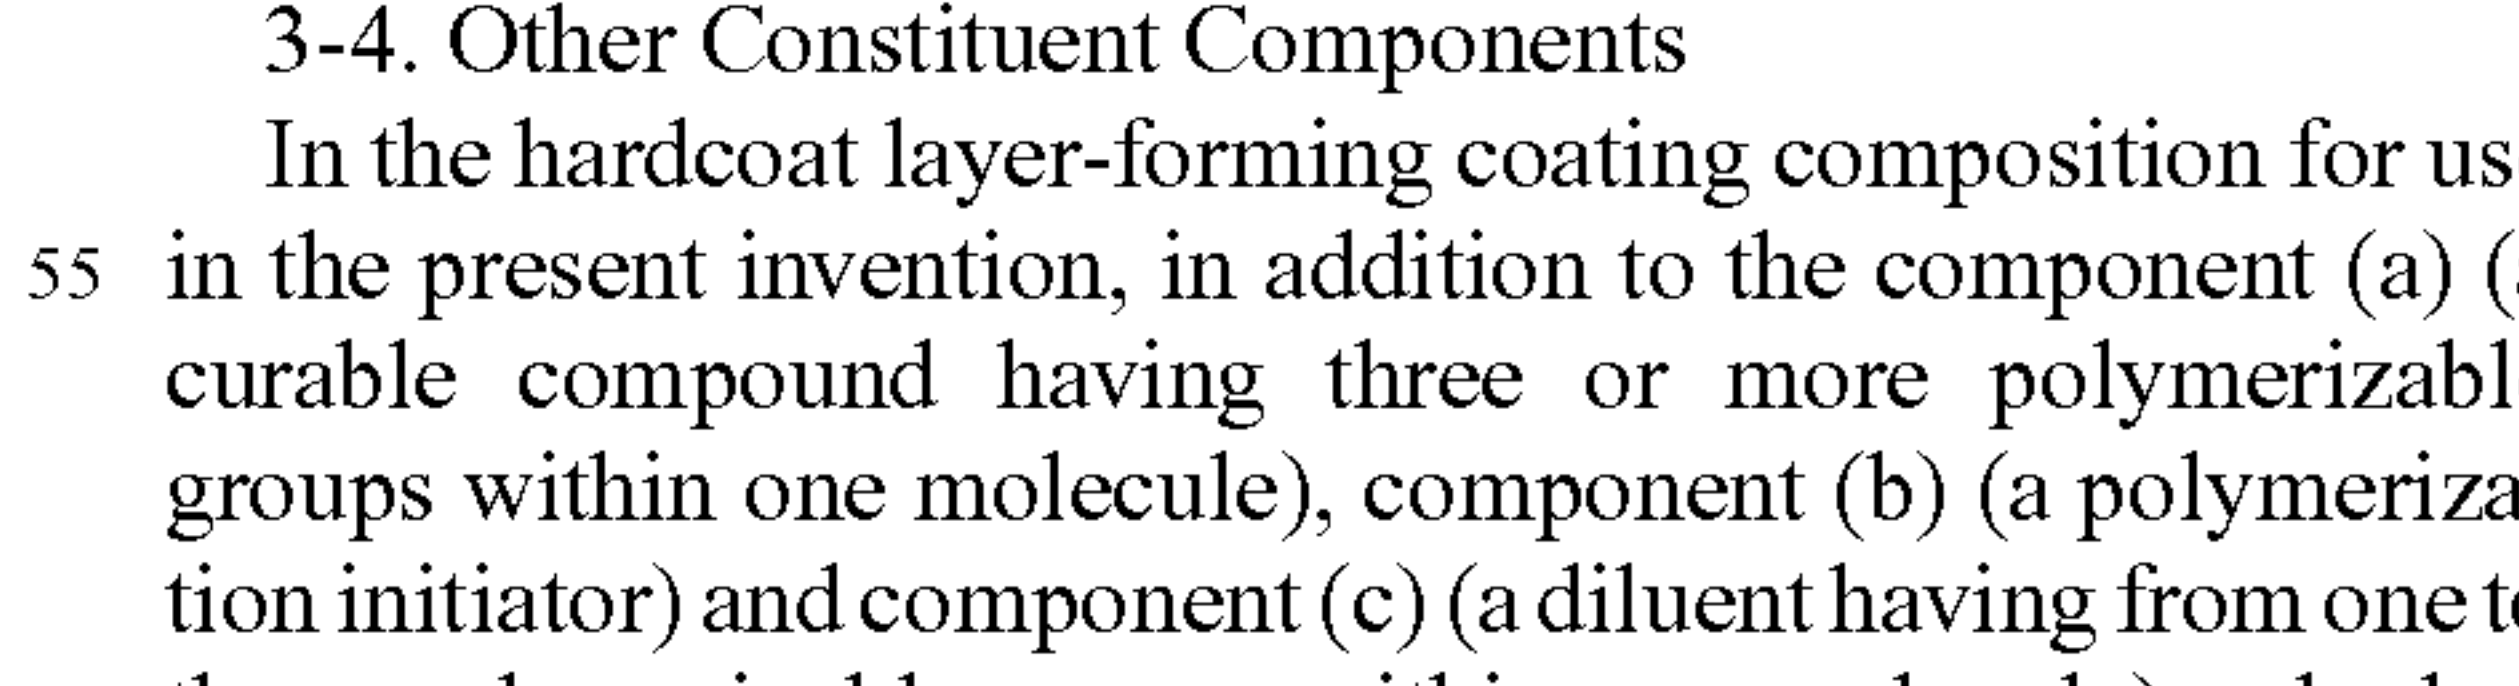 3-4. Other Constituent Components
In the hardcoat layer-forming coating composition for us
55 in the present invention, in addition to the component (a) (
curable compound having three or more polymerizabl
groups within one molecule), component (b) (a polymeriza
tion initiator) and component (c) (a diluent having from one to